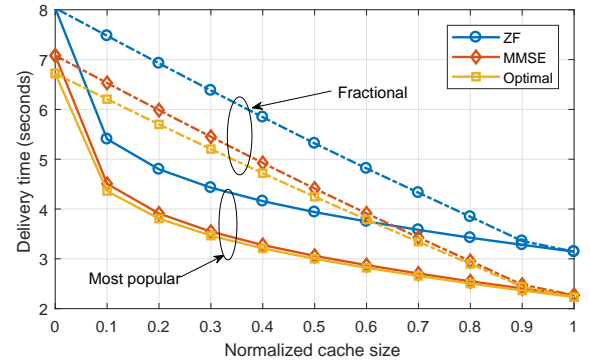 8
7
6
5
4
3
2
Delivery time (seconds)
ZF
MMSE
Optimal
Fractional
Most popular
0
0.1
0.2
0.3
0.4
0.5
0.6
0.7
0.8
0.9
1
Normalized cache size